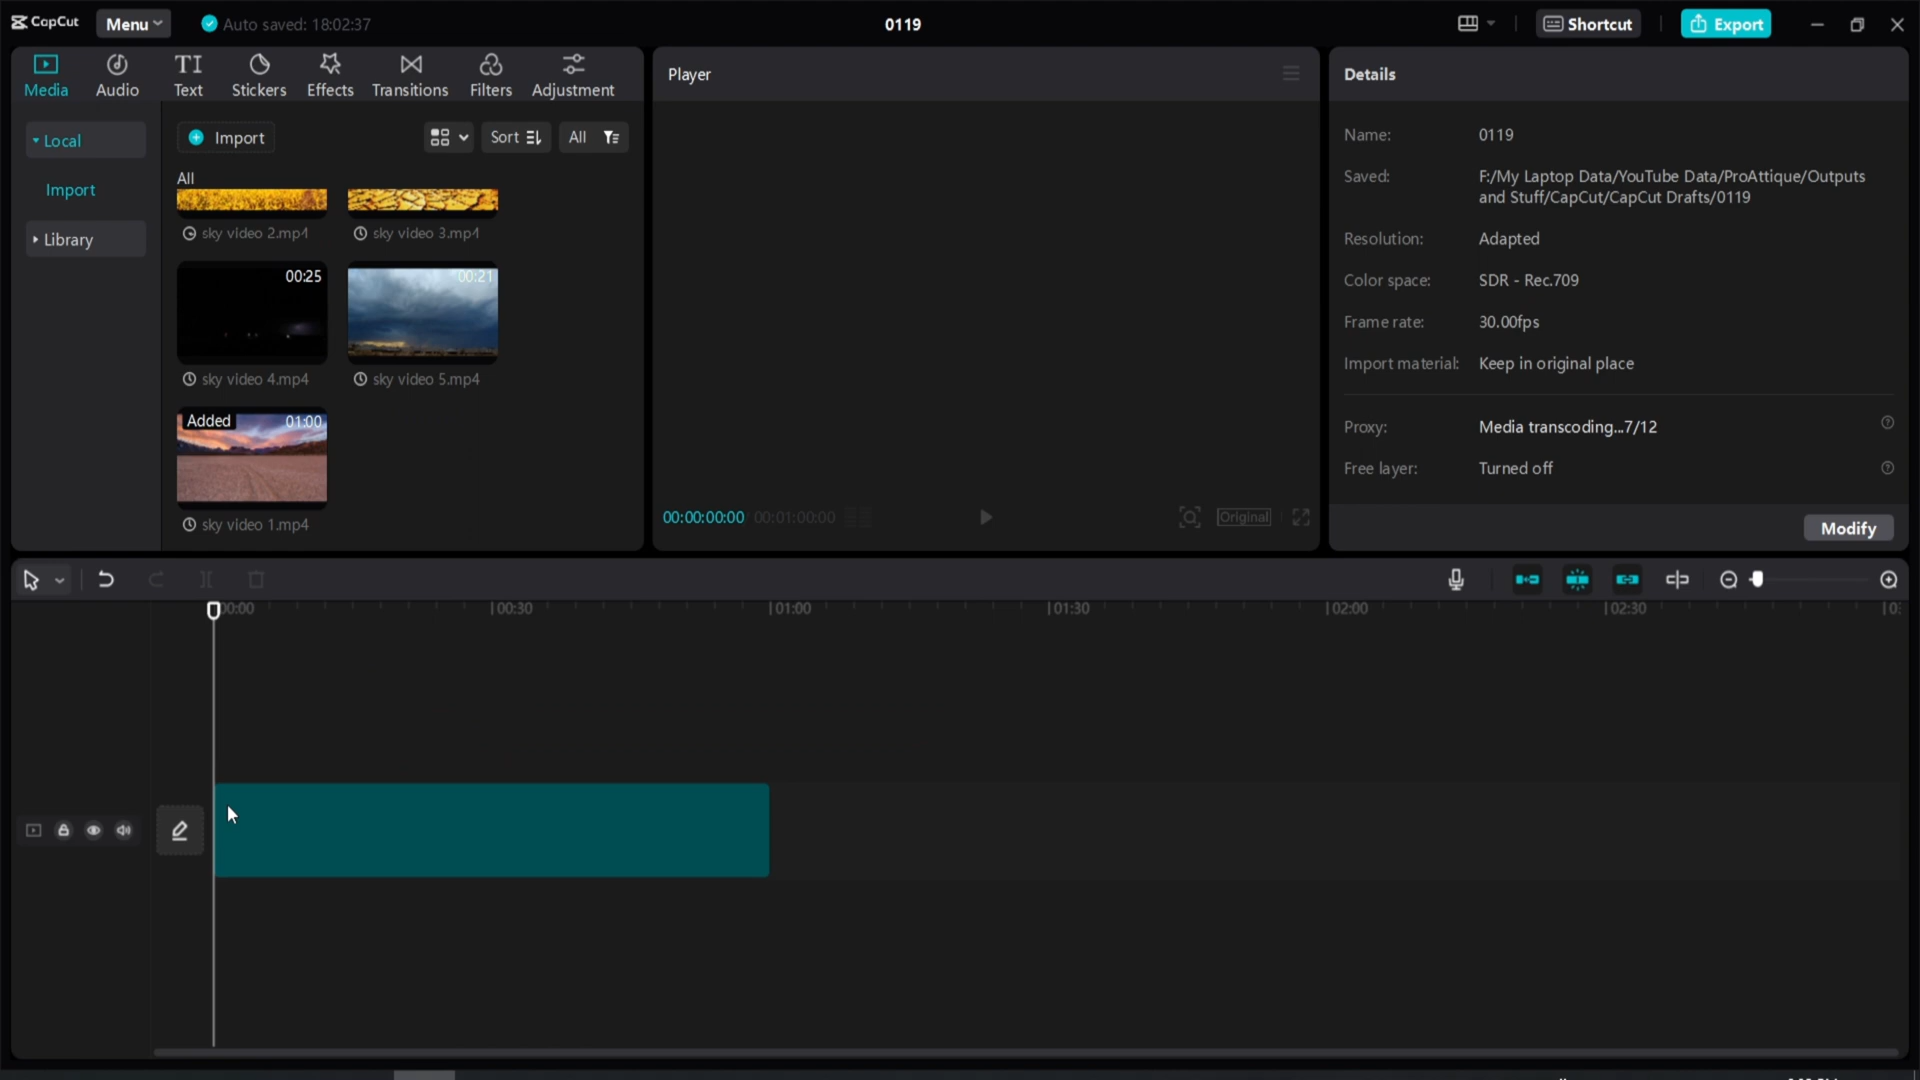 CapCut Menu Auto saved: 18:02:37 0119 Shortcut Export
Media Audio Text Stickers Effects Transitions Filters Adjustment
Player
Details
Local
Import
Library
Import Sort All
All
sky video 2.mp4 sky video 3.mp4
00:25 00:21
sky video 4.mp4 sky video 5.mp4
Added 01:00
sky video 1.mp4
00:00:00:00 00:01:00:00 Original
Name: 0119
Saved: F:/My Laptop Data/YouTube Data/ProAttique/Outputs
and Stuff/CapCut/CapCut Drafts/0119
Resolution: Adapted
Color space: SDR - Rec.709
Frame rate: 30.00fps
Import material: Keep in original place
Proxy: Media transcoding...7/12
Free layer: Turned off
Modify
00:00 00:30 01:00 01:30 02:00 02:30